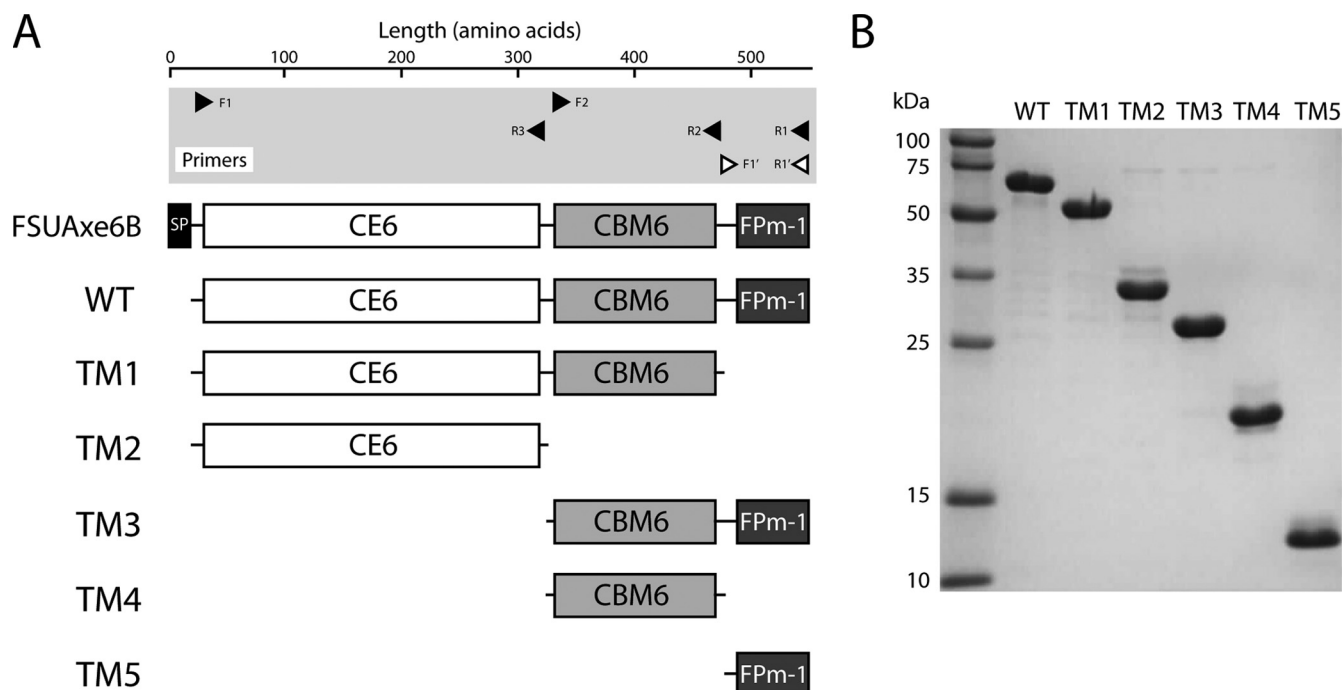 A
Length (amino acids)
0 100 200 300 400 500
F1 F2
R3 R2 R1
Primers F1' R1'
FSUAxe6B SP CE6 CBM6 FPm-1
WT CE6 CBM6 FPm-1
TM1 CE6 CBM6
TM2 CE6
TM3 CBM6 FPm-1
TM4 CBM6
TM5 FPm-1
B
kDa WT TM1 TM2 TM3 TM4 TM5
100
75
50
35
25
15
10